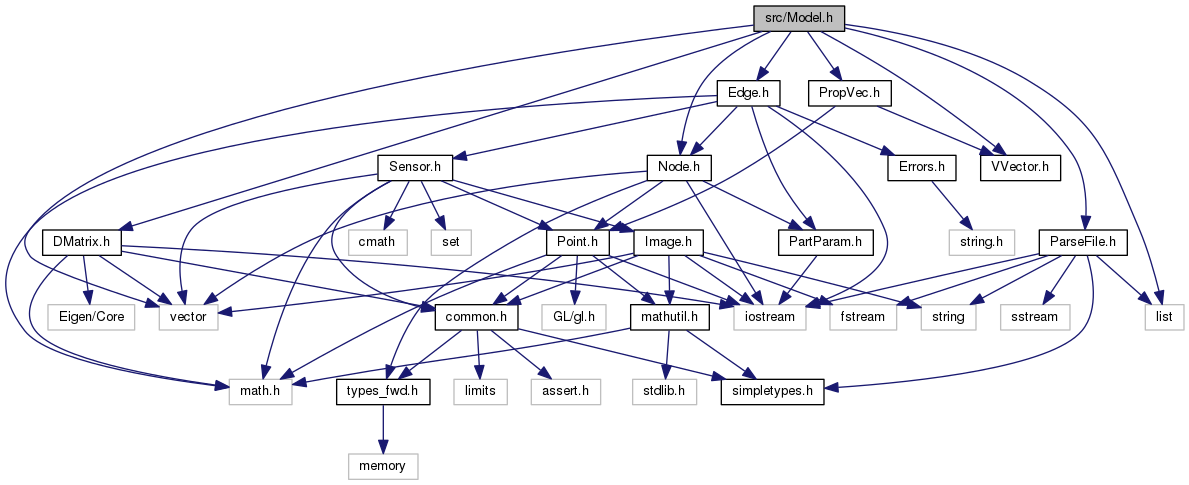 src/Model.h
Edge.h
PropVec.h
Sensor.h
Node.h
Errors.h
VVector.h
DMatrix.h
cmath
set
Point.h
Image.h
PartParam.h
string.h
ParseFile.h
Eigen/Core
vector
common.h
GL/gl.h
mathutil.h
iostream
fstream
string
sstream
list
math.h
types_fwd.h
limits
assert.h
stdlib.h
simpletypes.h
memory